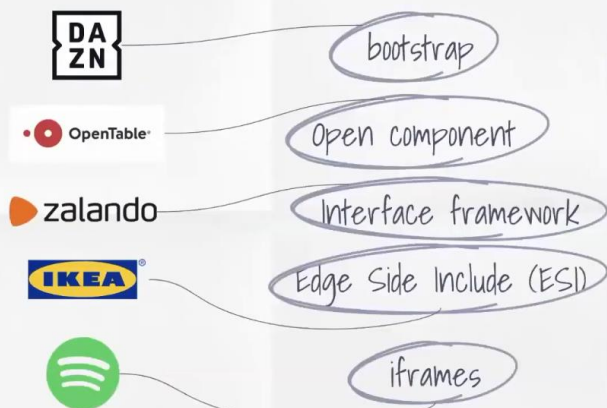 DA
ZN
bootstrap
OpenTable®
Open component
zalando
Interface framework
IKEA®
Edge Side Include (ESI)
iframes